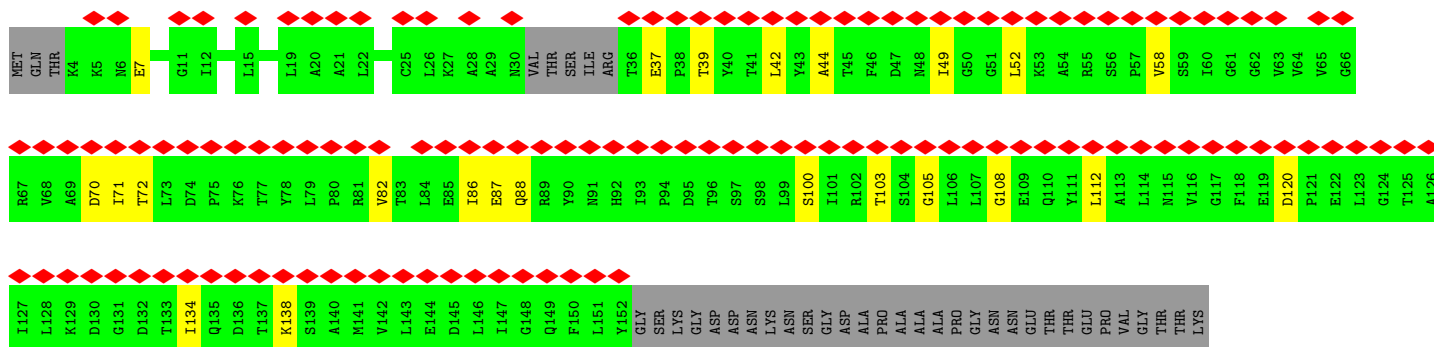 MET GLN THR K4 K5 N6 E7 G11 I12 L15 L19 A20 A21 L22 C25 L26 K27 A28 A29 N30 VAL THR SER ILE ARG T36 E37 P38 T39 Y40 T41 L42 Y43 A44 T45 F46 D47 N48 I49 G50 G51 L52 K53 A54 R55 S56 P57 V58 S59 I60 G61 G62 V63 V64 V65 G66
R67 V68 A69 D70 I71 T72 L73 D74 P75 K76 T77 Y78 L79 P80 R81 V82 T83 L84 E85 I86 E87 Q88 R89 Y90 N91 H92 I93 P94 D95 T96 S97 S98 L99 S100 I101 R102 T103 S104 G105 L106 L107 G108 E109 Q110 Y111 L112 A113 L114 N115 V116 G117 F118 E119 D120 P121 E122 L123 G124 T125 A126
I127 L128 K129 D130 G131 D132 T133 I134 Q135 D136 T137 K138 S139 A140 M141 V142 L143 E144 D145 L146 I147 G148 Q149 F150 L151 Y152 GLY SER LYS GLY ASP ASP ASN LYS ASN SER GLY ASP ALA PRO ALA ALA ALA PRO GLY ASN ASN GLU THR THR GLU PRO VAL GLY THR THR LYS